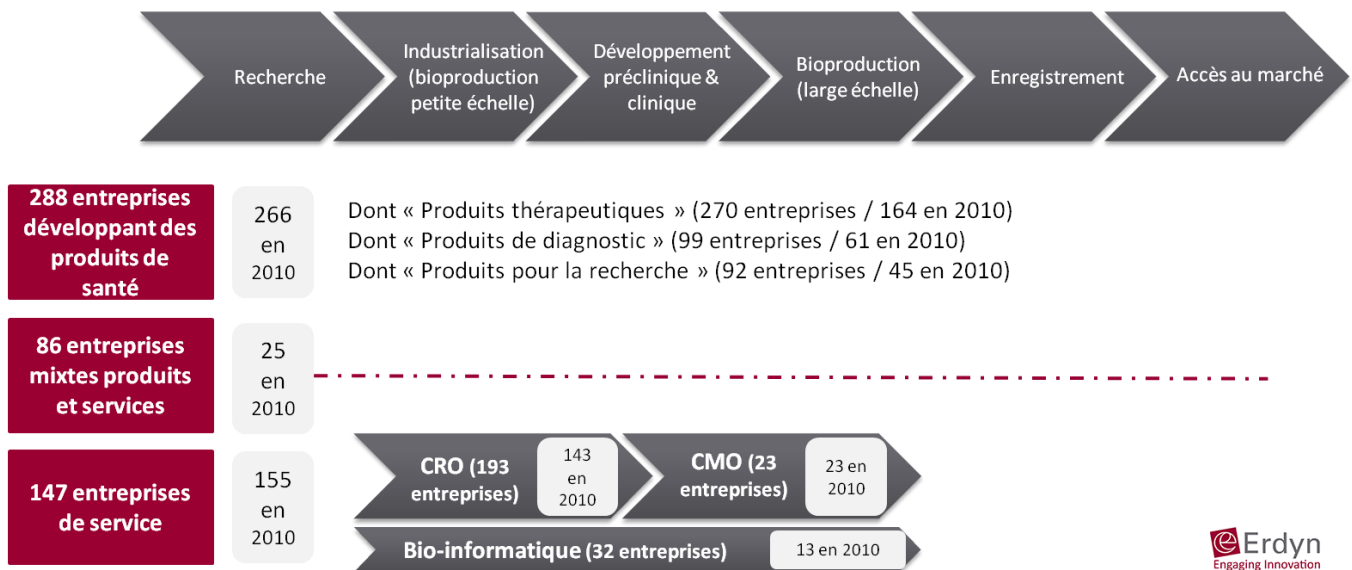 Recherche
Industrialisation
(bioproduction
petite échelle)
Développement
préclinique &
clinique
Bioproduction
(large échelle)
Enregistrement
Accès au marché
288 entreprises
développant des
produits de
santé
266
en
2010
Dont « Produits thérapeutiques » (270 entreprises / 164 en 2010)
Dont « Produits de diagnostic » (99 entreprises / 61 en 2010)
Dont « Produits pour la recherche » (92 entreprises / 45 en 2010)
86 entreprises
mixtes produits
et services
25
en
2010
147 entreprises
de service
155
en
2010
CRO (193
entreprises)
143
en
2010
CMO (23
entreprises)
23 en
2010
Bio-informatique (32 entreprises)
13 en 2010
Erdyn
Engaging Innovation